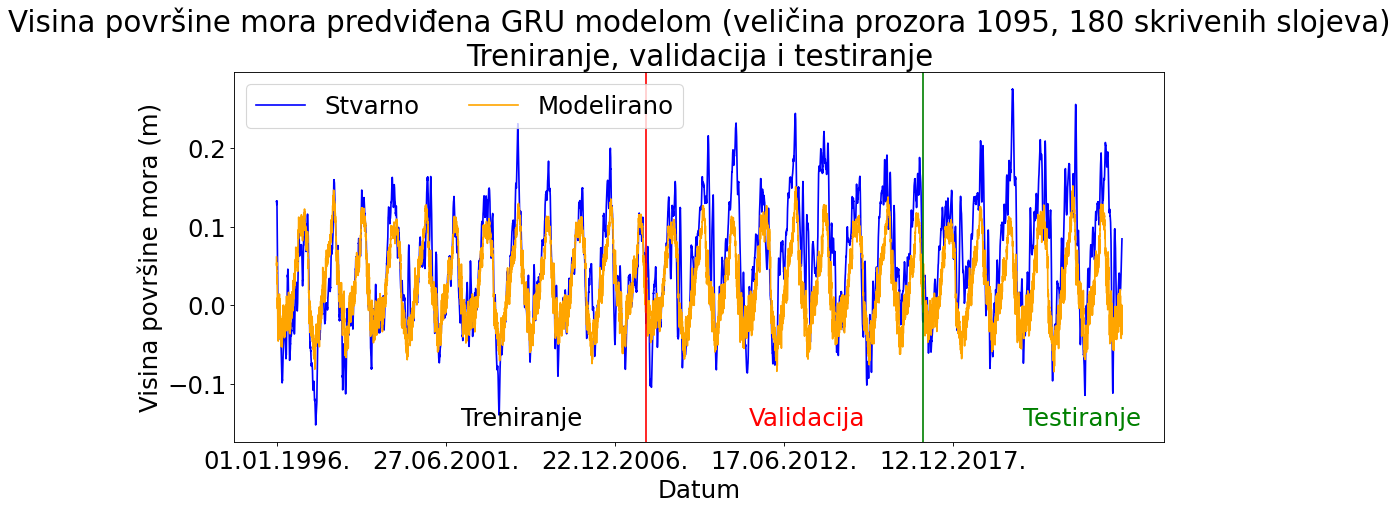 Visina površine mora predviđena GRU modelom (veličina prozora 1095, 180 skrivenih slojeva)
Treniranje, validacija i testiranje
Stvarno
Modelirano
Visina površine mora (m)
0.2
0.1
0.0
−0.1
Treniranje
Validacija
Testiranje
01.01.1996.
27.06.2001.
22.12.2006.
17.06.2012.
12.12.2017.
Datum